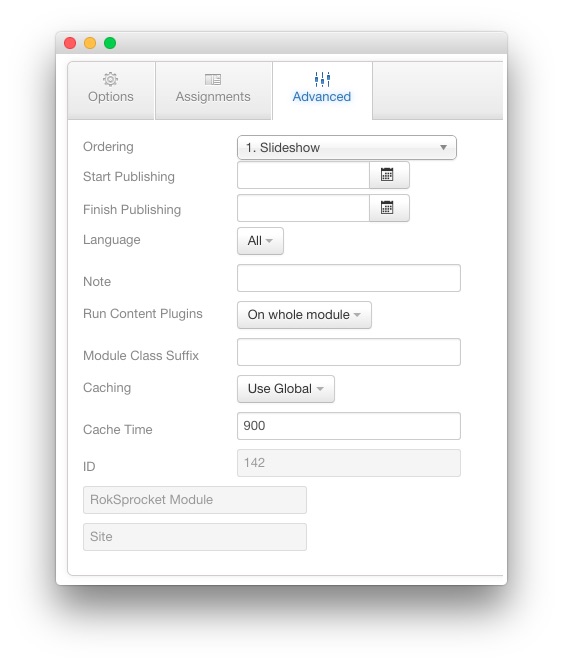 Options
Assignments
Advanced
Ordering
1. Slideshow
Start Publishing
Finish Publishing
Language
All
Note
Run Content Plugins
On whole module
Module Class Suffix
Caching
Use Global
Cache Time
900
ID
142
RokSprocket Module
Site